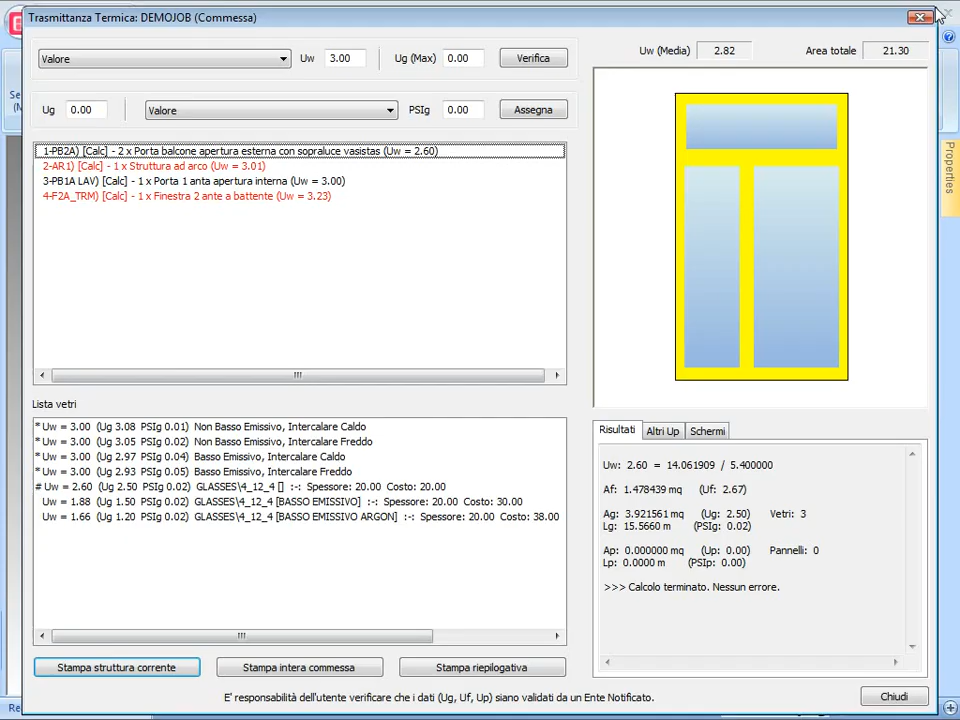 Trasmittanza Termica: DEMOJOB (Commessa)
Valore Uw 3.00 Ug (Max) 0.00 Verifica
Uw (Media) 2.82 Area totale 21.30
Ug 0.00 Valore PSIg 0.00 Assegna
1-PB2A) [Calc] - 2 x Porta balcone apertura esterna con sopraluce vasistas (Uw = 2.60)
2-AR1) [Calc] - 1 x Struttura ad arco (Uw = 3.01)
3-PB1A LAV) [Calc] - 1 x Porta 1 anta apertura interna (Uw = 3.00)
4-F2A_TRM) [Calc] - 1 x Finestra 2 ante a battente (Uw = 3.23)
Properties
Lista vetri
* Uw = 3.00 (Ug 3.08 PSIg 0.01) Non Basso Emissivo, Intercalare Caldo
* Uw = 3.00 (Ug 3.05 PSIg 0.02) Non Basso Emissivo, Intercalare Freddo
* Uw = 3.00 (Ug 2.97 PSIg 0.04) Basso Emissivo, Intercalare Caldo
* Uw = 3.00 (Ug 2.93 PSIg 0.05) Basso Emissivo, Intercalare Freddo
# Uw = 2.60 (Ug 2.50 PSIg 0.02) GLASSES\4_12_4 [] :-: Spessore: 20.00 Costo: 20.00
Uw = 1.88 (Ug 1.50 PSIg 0.02) GLASSES\4_12_4 [BASSO EMISSIVO] :-: Spessore: 20.00 Costo: 30.00
Uw = 1.66 (Ug 1.20 PSIg 0.02) GLASSES\4_12_4 [BASSO EMISSIVO ARGON] :-: Spessore: 20.00 Costo: 38.00
Risultati Altri Up Schermi
Uw: 2.60 = 14.061909 / 5.400000
Af: 1.478439 mq (Uf: 2.67)
Ag: 3.921561 mq (Ug: 2.50) Vetri: 3
Lg: 15.5660 m (PSIg: 0.02)
Ap: 0.000000 mq (Up: 0.00) Pannelli: 0
Lp: 0.0000 m (PSIp: 0.00)
>>> Calcolo terminato. Nessun errore.
Stampa struttura corrente Stampa intera commessa Stampa riepilogativa
E' responsabilità dell'utente verificare che i dati (Ug, Uf, Up) siano validati da un Ente Notificato.
Chiudi